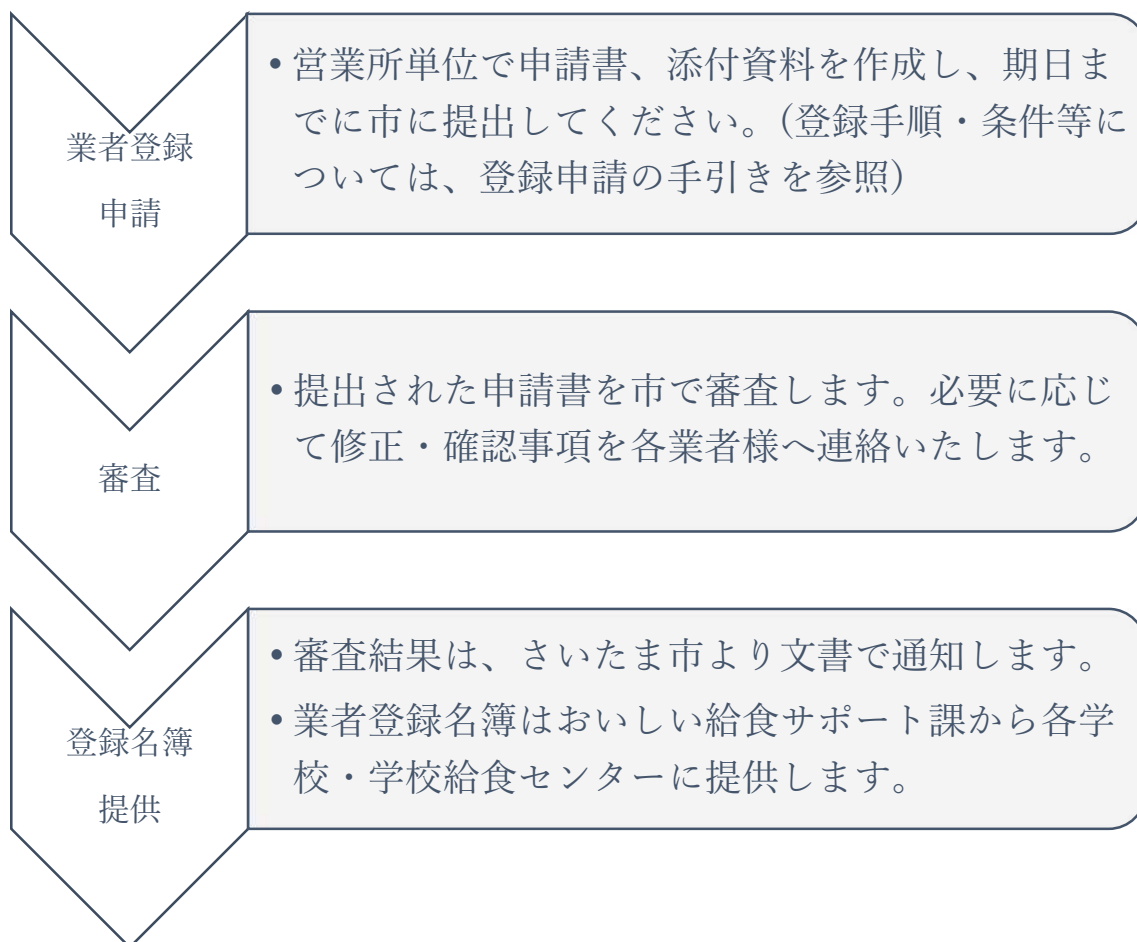 業者登録
申請
•営業所単位で申請書、添付資料を作成し、期日ま
でに市に提出してください。(登録手順・条件等に
ついては、登録申請の手引きを参照)
審査
•提出された申請書を市で審査します。必要に応じ
て修正・確認事項を各業者様へ連絡いたします。
登録名簿
提供
•審査結果は、さいたま市より文書で通知します。
•業者登録名簿はおいしい給食サポート課から各学
校・学校給食センターに提供します。